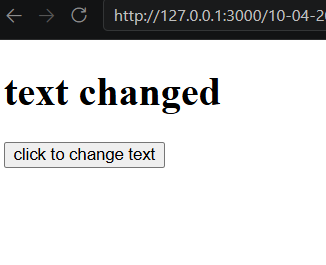 http://127.0.0.1:3000/10-04-20
text changed
click to change text